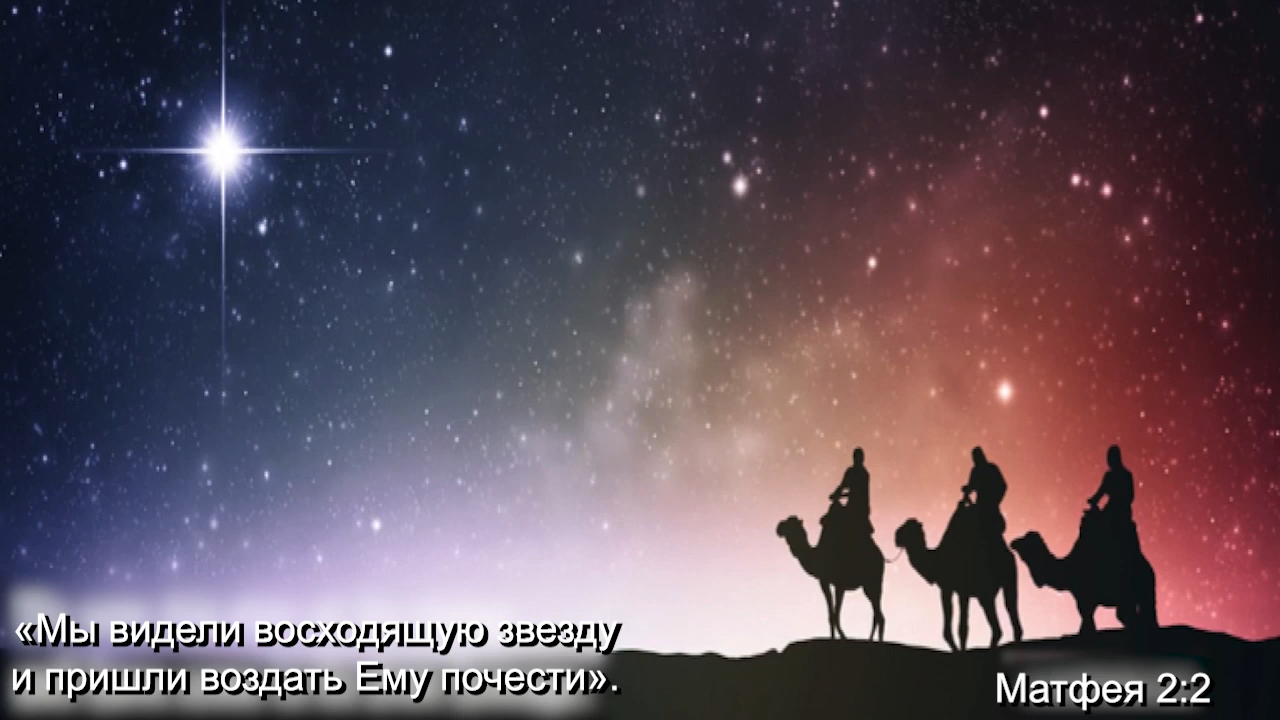 «Мы видели восходящую звезду
и пришли воздать Ему почести».
Матфея 2:2